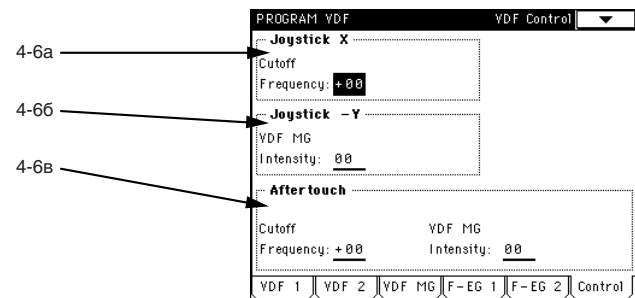 PROGRAM VDF VDF Control
Joystick X
4-6а
Cutoff
Frequency: +00
Joystick -Y
4-6б
VDF MG
Intensity: 00
4-6в
Aftertouch
Cutoff VDF MG
Frequency: +00 Intensity: 00
VDF 1 VDF 2 VDF MG F-EG 1 F-EG 2 Control